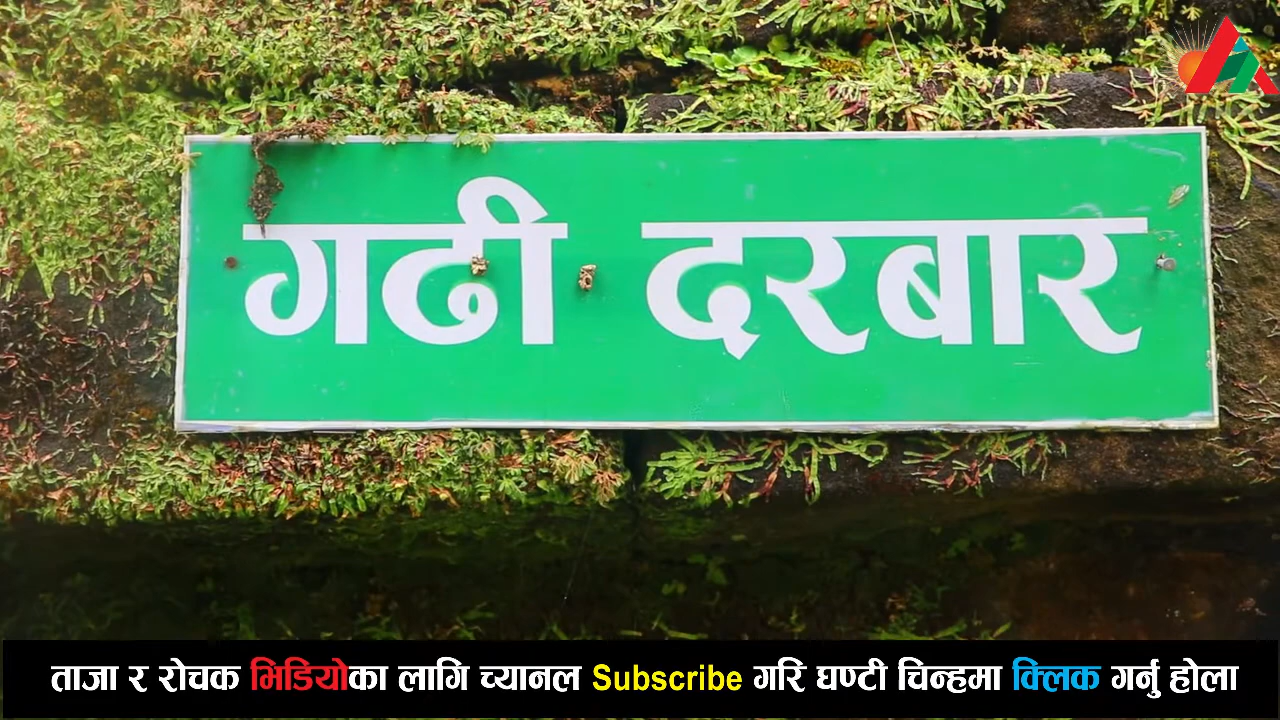 गढी दरबार
ताजा र रोचक भिडियोका लागि च्यानल Subscribe गरि घण्टी चिन्हमा क्लिक गर्नु होला